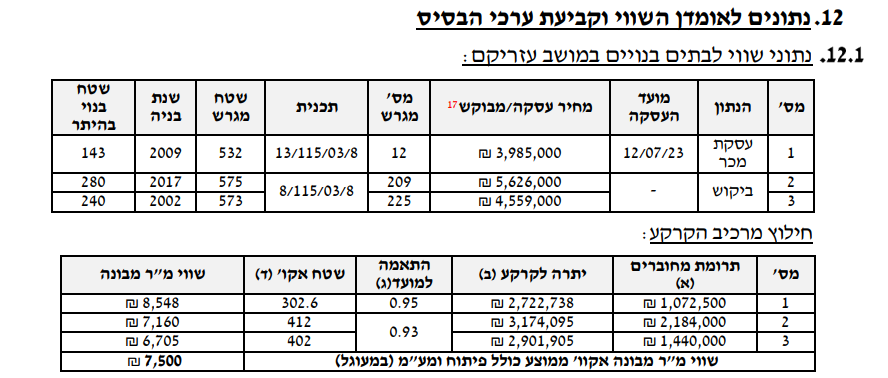 12. נתונים לאומדן השווי וקביעת ערכי הבסיס
12.1. נתוני שווי לבתים בנויים במושב עזריקם:
מס' הנתון מועד העסקה מחיר עסקה/מבוקש17 מס' מגרש תכנית שטח מגרש שנת בניה שטח בנוי בהיתר
1 עסקת מכר 12/07/23 3,985,000 ₪ 12 13/115/03/8 532 2009 143
2 ביקוש - 5,626,000 ₪ 209 8/115/03/8 575 2017 280
3 4,559,000 ₪ 225 573 2002 240
חילוץ מרכיב הקרקע:
מס' תרומת מחוברים (א) יתרה לקרקע (ב) התאמה למועד(ג) שטח אקו' (ד) שווי מ"ר מבונה
1 1,072,500 ₪ 2,722,738 ₪ 0.95 302.6 8,548 ₪
2 2,184,000 ₪ 3,174,095 ₪ 0.93 412 7,160 ₪
3 1,440,000 ₪ 2,901,905 ₪ 402 6,705 ₪
שווי מ"ר מבונה אקוו' ממוצע כולל פיתוח ומע"מ (במעוגל) 7,500 ₪